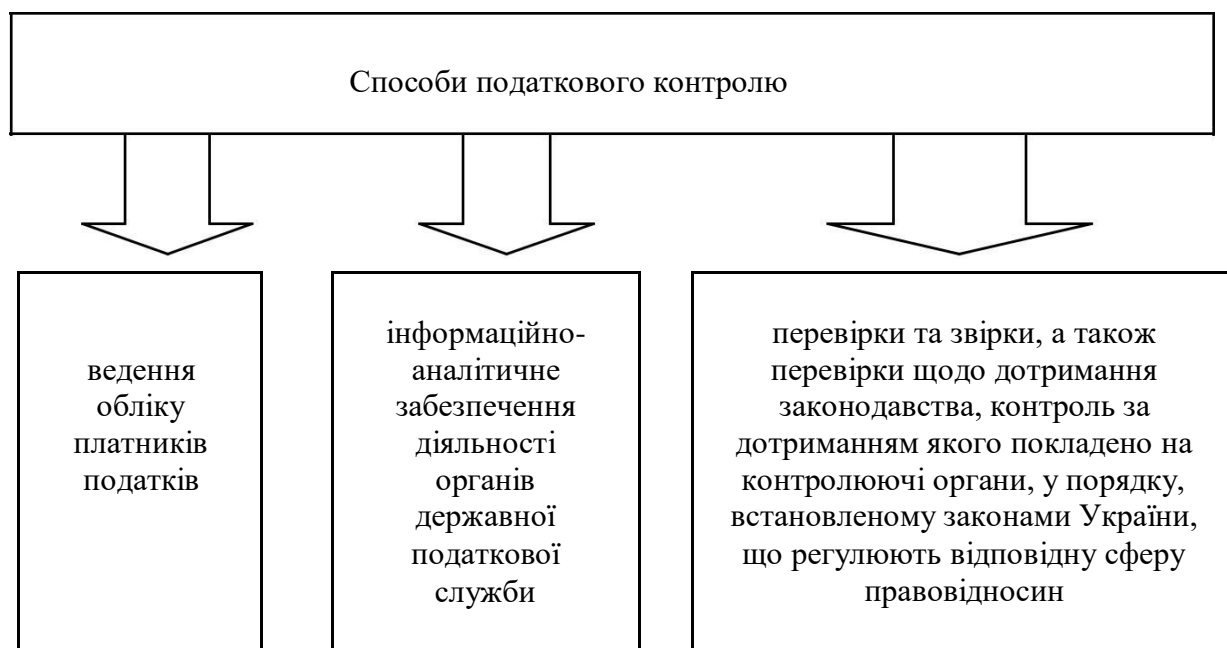 Способи податкового контролю
ведення
обліку
платників
податків
інформаційно-
аналітичне
забезпечення
діяльності
органів
державної
податкової
служби
перевірки та звірки, а також
перевірки щодо дотримання
законодавства, контроль за
дотриманням якого покладено на
контролюючі органи, у порядку,
встановленому законами України,
що регулюють відповідну сферу
правовідносин